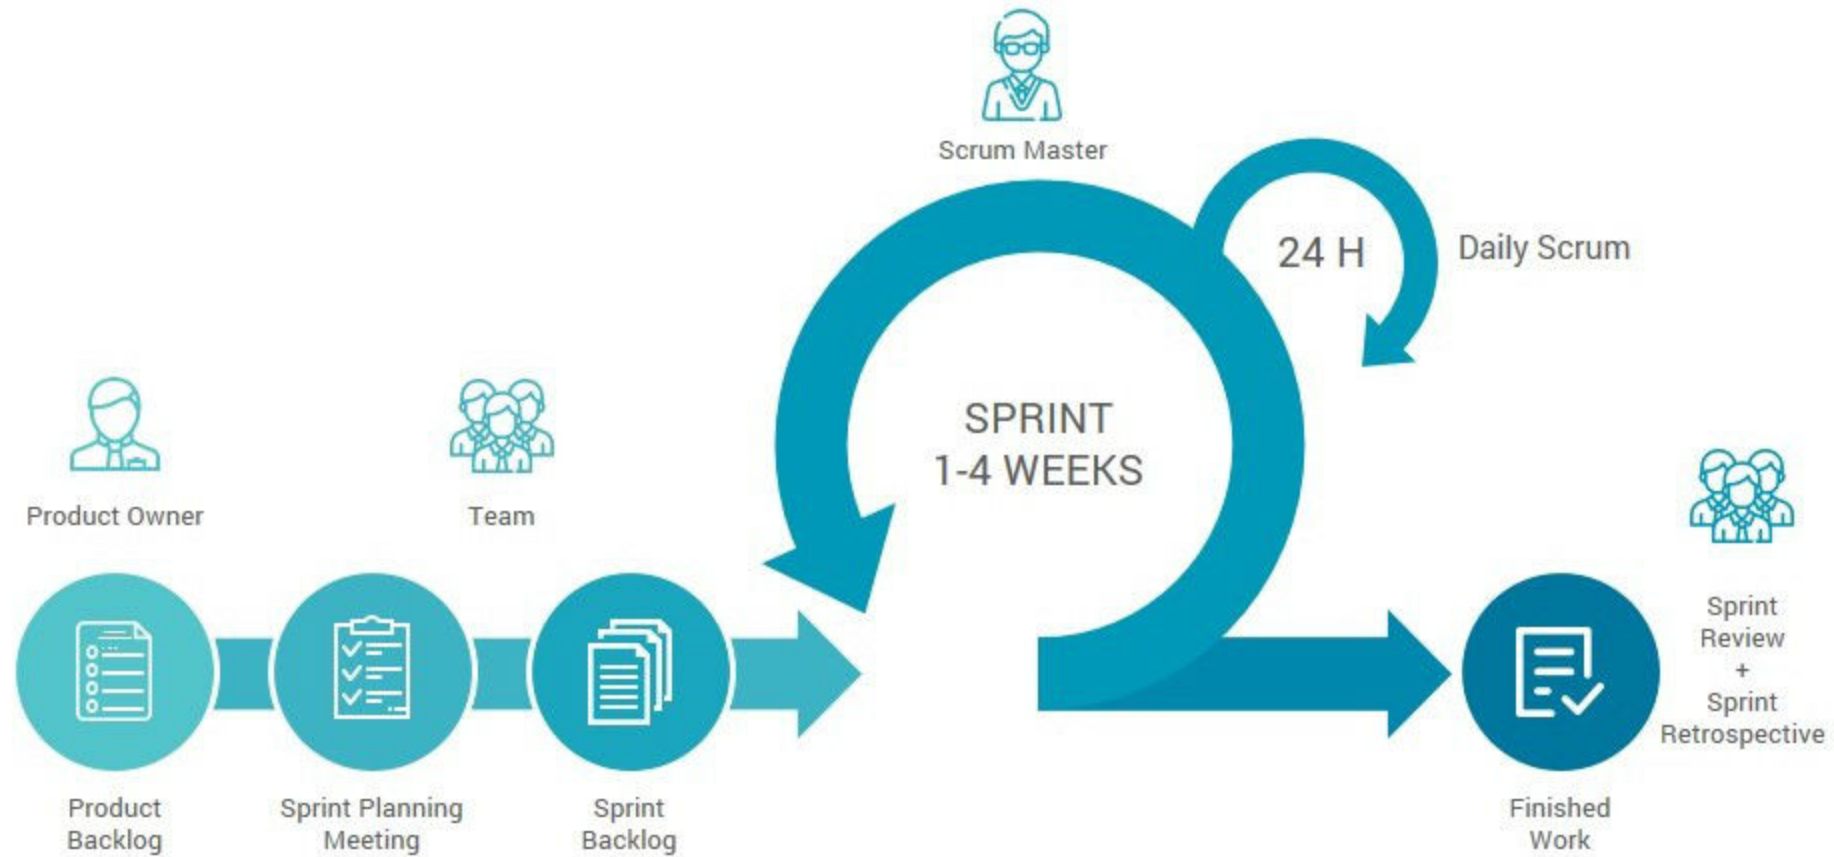 Scrum Master
24 H
Daily Scrum
SPRINT
1-4 WEEKS
Product Owner
Team
Sprint
Review
+
Sprint
Retrospective
Product
Backlog
Sprint Planning
Meeting
Sprint
Backlog
Finished
Work